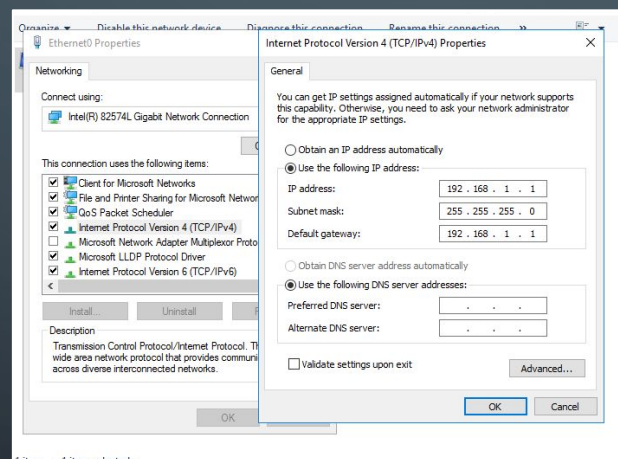 Organize Disable this network device Diagnose this connection Rename this connection »
Ethernet0 Properties
Networking
Connect using:
Intel(R) 82574L Gigabit Network Connection
This connection uses the following items:
Client for Microsoft Networks
File and Printer Sharing for Microsoft Networ
QoS Packet Scheduler
Internet Protocol Version 4 (TCP/IPv4)
Microsoft Network Adapter Multiplexor Proto
Microsoft LLDP Protocol Driver
Internet Protocol Version 6 (TCP/IPv6)
Install... Uninstall
Description
Transmission Control Protocol/Internet Protocol. Th
wide area network protocol that provides communi
across diverse interconnected networks.
OK
Internet Protocol Version 4 (TCP/IPv4) Properties
General
You can get IP settings assigned automatically if your network supports
this capability. Otherwise, you need to ask your network administrator
for the appropriate IP settings.
Obtain an IP address automatically
Use the following IP address:
IP address: 192 . 168 . 1 . 1
Subnet mask: 255 . 255 . 255 . 0
Default gateway: 192 . 168 . 1 . 1
Obtain DNS server address automatically
Use the following DNS server addresses:
Preferred DNS server: . . .
Alternate DNS server: . . .
Validate settings upon exit
Advanced...
OK Cancel